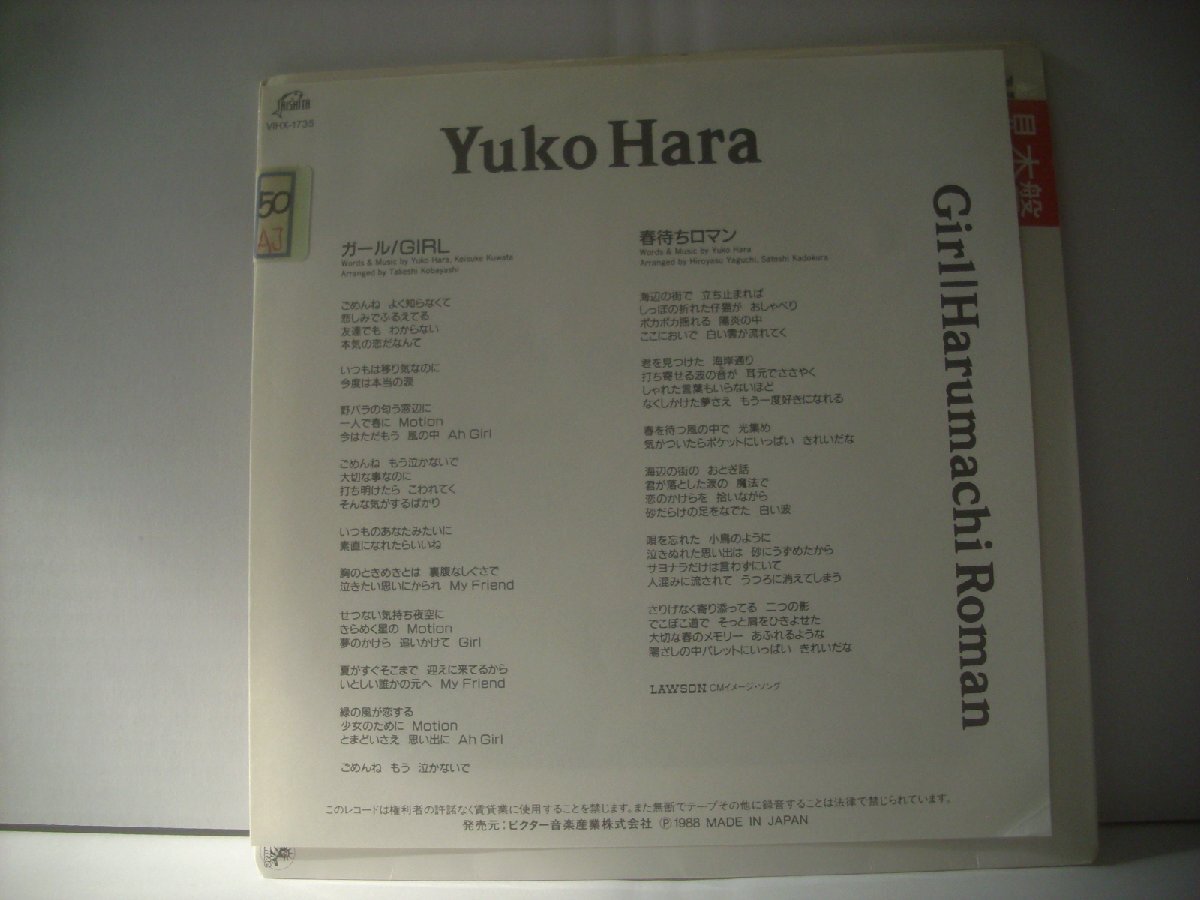 TAISHITA
VIHX-1735
50
AJ
Yuko Hara
見本盤
Girl/Harumachi Roman
ガール/GIRL
Words & Music by Yuko Hara, Keisuke Kuwata
Arranged by Takeshi Kobayashi
ごめんね よく知らなくて
悲しみでふるえてる
友達でも わからない
本気の恋だなんて
いつもは移り気なのに
今度は本当の涙
野バラの匂う窓辺に
一人で春に Motion
今はただもう 風の中 Ah Girl
ごめんね もう泣かないで
大切な事なのに
打ち明けたら こわれてく
そんな気がするばかり
いつものあなたみたいに
素直になれたらいいね
胸のときめきとは 裏腹なしぐさで
泣きたい思いにかられ My Friend
せつない気持ち夜空に
きらめく星の Motion
夢のかけら 追いかけて Girl
夏がすぐそこまで 迎えに来てるから
いとしい誰かの元へ My Friend
緑の風が恋する
少女のために Motion
とまどいさえ 思い出に Ah Girl
ごめんね もう 泣かないで
春待ちロマン
Words & Music by Yuko Hara
Arranged by Hiroyasu Yaguchi, Satoshi Kadokura
海辺の街で 立ち止まれば
しっぽの折れた仔猫が おしゃべり
ポカポカ揺れる 陽炎の中
ここにおいで 白い雲が流れてく
君を見つけた 海岸通り
打ち寄せる波の音が 耳元でささやく
しゃれた言葉もいらないほど
なくしかけた夢さえ もう一度好きになれる
春を待つ風の中で 光集め
気がついたらポケットにいっぱい きれいだな
海辺の街の おとぎ話
君が落とした涙の 魔法で
恋のかけらを 拾いながら
砂だらけの足をなでた 白い波
唄を忘れた 小鳥のように
泣きぬれた思い出は 砂にうずめたから
サヨナラだけは言わずにいて
人混みに流されて うつろに消えてしまう
さりげなく寄り添ってる 二つの影
でこぼこ道で そっと肩をひきよせた
大切な春のメモリー あふれるような
陽ざしの中パレットにいっぱい きれいだな
LAWSON CMイメージ・ソング
このレコードは権利者の許諾なく賃貸業に使用することを禁じます。また無断でテープその他に録音することは法律で禁じられています。
発売元:ビクター音楽産業株式会社 Ⓟ1988 MADE IN JAPAN